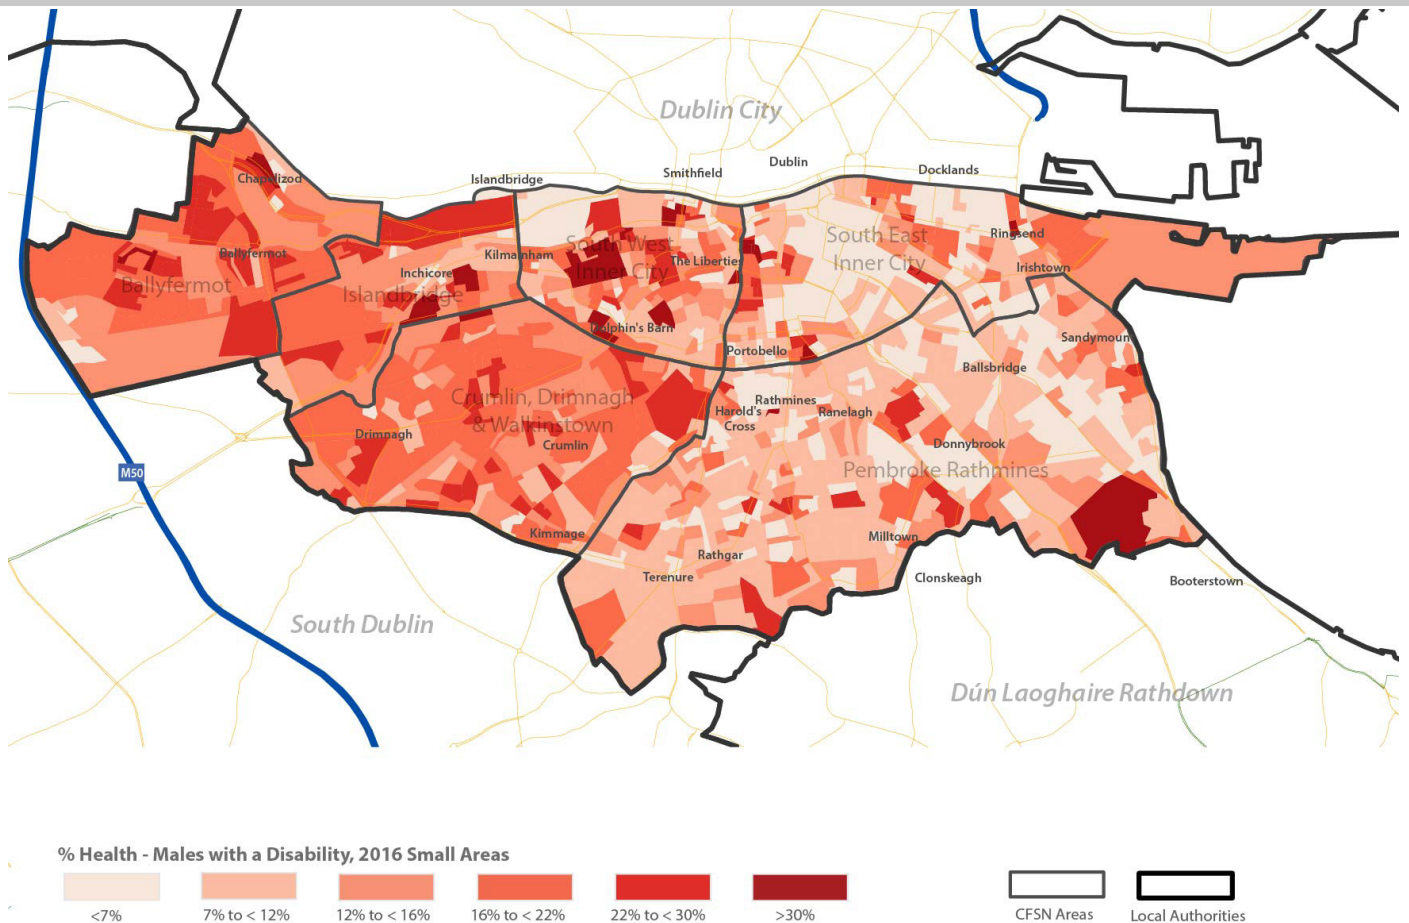 Dublin City
Dublin
Smithfield
Docklands
Islandbridge
Chapelizod
Ringsend
South East
Inner City
South West
Inner City
Ballyfermot
Kilmainham
The Liberties
Irishtown
Inchicore
Ballyfermot
Islandbridge
Dolphin's Barn
Sandymoun
Portobello
Ballsbridge
Crumlin, Drimnagh
& Walkinstown
Rathmines
Harold's
Cross
Ranelagh
Drimnagh
Crumlin
Donnybrook
M50
Pembroke Rathmines
Kimmage
Milltown
Rathgar
Terenure
Clonskeagh
Booterstown
South Dublin
Dún Laoghaire Rathdown
% Health - Males with a Disability, 2016 Small Areas
<7%
7% to < 12%
12% to < 16%
16% to < 22%
22% to < 30%
>30%
CFSN Areas
Local Authorities